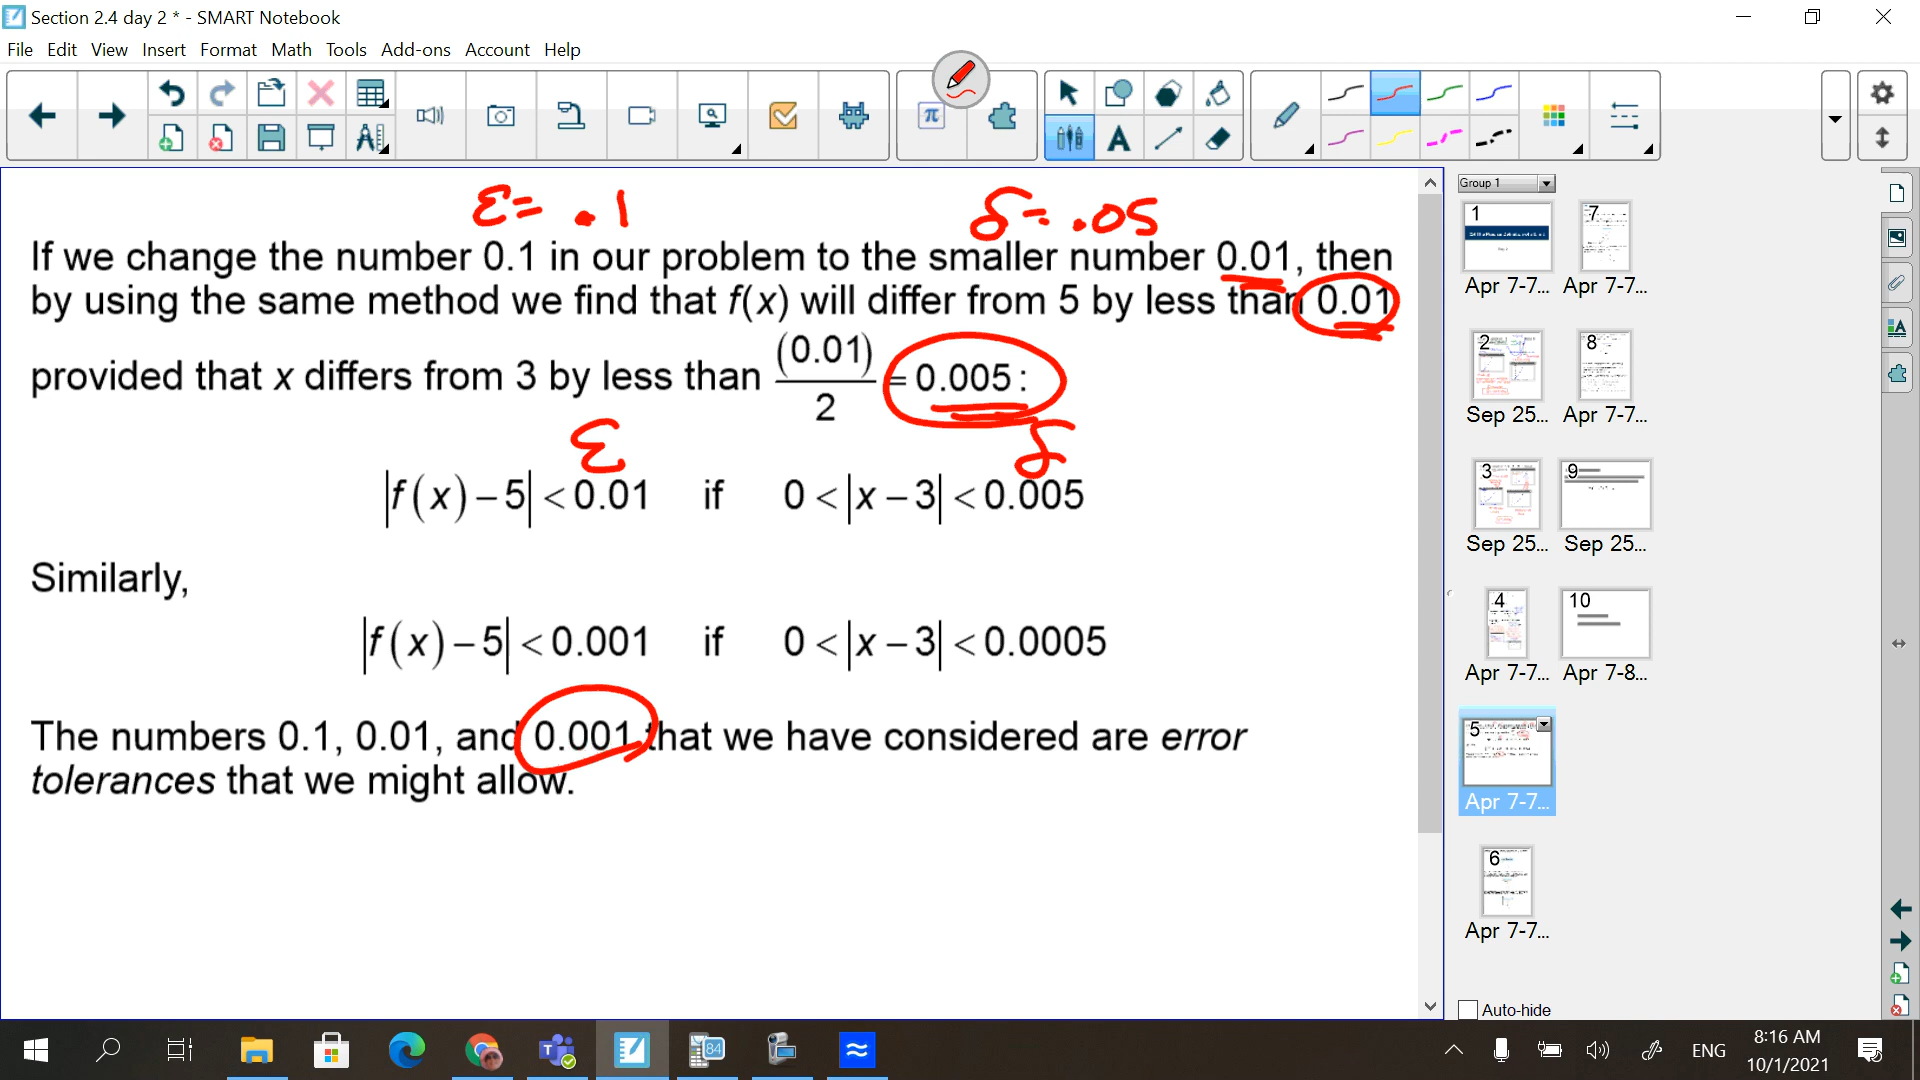 Section 2.4 day 2 * - SMART Notebook
File Edit View Insert Format Math Tools Add-ons Account Help
ε = .1
δ = .05
If we change the number 0.1 in our problem to the smaller number 0.01, then
by using the same method we find that f(x) will differ from 5 by less than 0.01
provided that x differs from 3 by less than (0.01)/2 = 0.005:
ε
δ
|f(x) – 5| < 0.01 if 0 < |x – 3| < 0.005
Similarly,
|f(x) – 5| < 0.001 if 0 < |x – 3| < 0.0005
The numbers 0.1, 0.01, and 0.001 that we have considered are error
tolerances that we might allow.
Group 1
1
7
Apr 7-7... Apr 7-7...
2
8
Sep 25... Apr 7-7...
3
9
Sep 25... Sep 25...
4
10
Apr 7-7... Apr 7-8...
5
Apr 7-7...
6
Apr 7-7...
Auto-hide
84
ENG
8:16 AM
10/1/2021